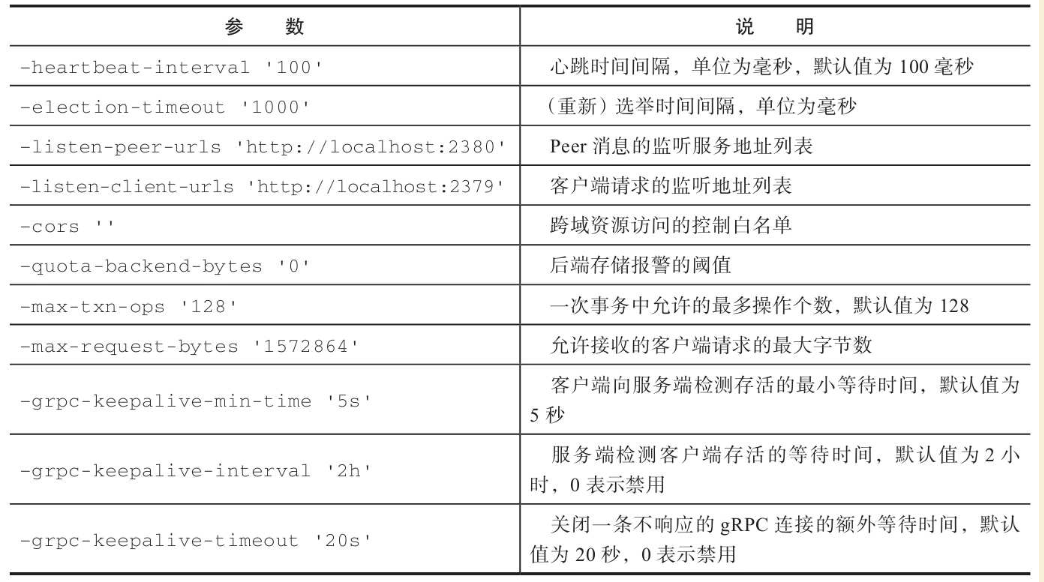 参 数 说 明
-heartbeat-interval '100' 心跳时间间隔，单位为毫秒，默认值为 100 毫秒
-election-timeout '1000' （重新）选举时间间隔，单位为毫秒
-listen-peer-urls 'http://localhost:2380' Peer 消息的监听服务地址列表
-listen-client-urls 'http://localhost:2379' 客户端请求的监听地址列表
-cors '' 跨域资源访问的控制白名单
-quota-backend-bytes '0' 后端存储报警的阈值
-max-txn-ops '128' 一次事务中允许的最多操作个数，默认值为 128
-max-request-bytes '1572864' 允许接收的客户端请求的最大字节数
-grpc-keepalive-min-time '5s' 客户端向服务端检测存活的最小等待时间，默认值为
5 秒
-grpc-keepalive-interval '2h' 服务端检测客户端存活的等待时间，默认值为 2 小
时，0 表示禁用
-grpc-keepalive-timeout '20s' 关闭一条不响应的 gRPC 连接的额外等待时间，默认
值为 20 秒，0 表示禁用